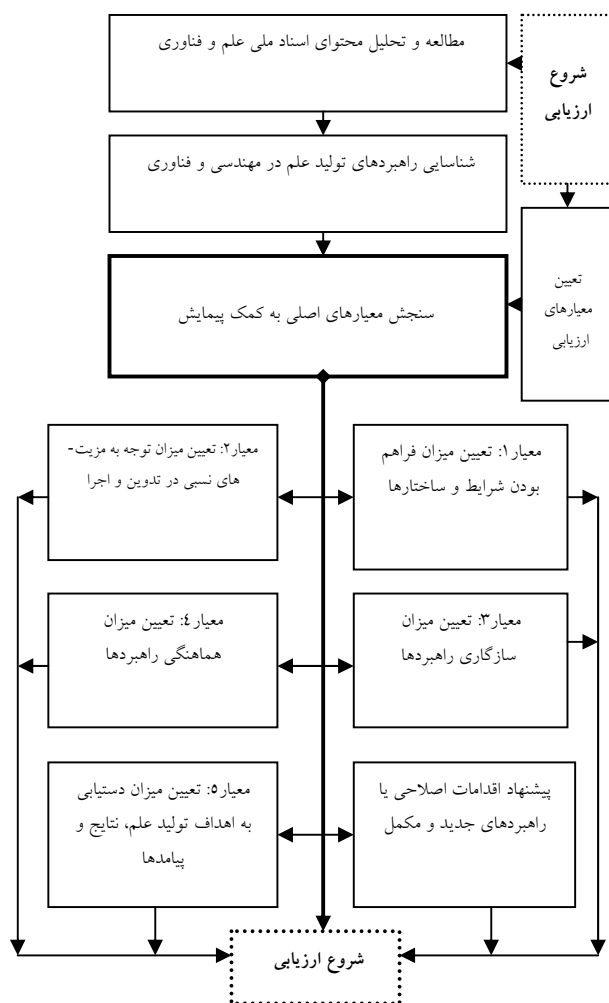 مطالعه و تحلیل محتوای اسناد ملی علم و فناوری
شروع
ارزیابی
شناسایی راهبردهای تولید علم در مهندسی و فناوری
تعیین
معیارهای
ارزیابی
سنجش معیارهای اصلی به کمک پیمایش
معیار۱: تعیین میزان فراهم
بودن شرایط و ساختارها
معیار۲: تعیین میزان توجه به مزیت-
های نسبی در تدوین و اجرا
معیار۳: تعیین میزان
سازگاری راهبردها
معیار٤: تعیین میزان
هماهنگی راهبردها
پیشنهاد اقدامات اصلاحی یا
راهبردهای جدید و مکمل
معیار٥: تعیین میزان دستیابی
به اهداف تولید علم، نتایج و
پیامدها
شروع ارزیابی